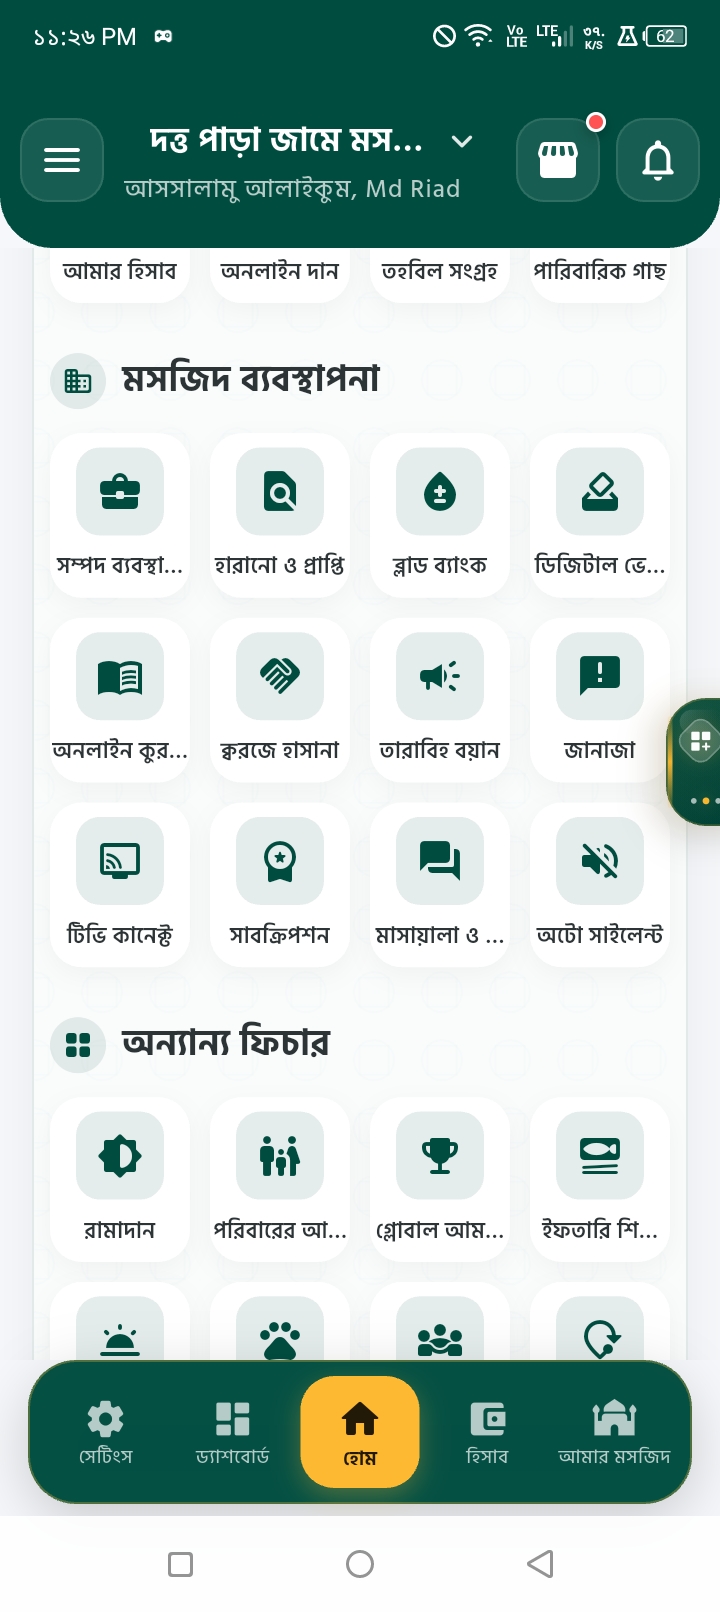 ১১:২৬ PM
Vo LTE LTE ৩৭. K/S 62
দত্ত পাড়া জামে মস...
আসসালামু আলাইকুম, Md Riad
আমার হিসাব অনলাইন দান তহবিল সংগ্রহ পারিবারিক গাছ
মসজিদ ব্যবস্থাপনা
সম্পদ ব্যবস্থা... হারানো ও প্রাপ্তি ব্লাড ব্যাংক ডিজিটাল ভো...
অনলাইন কুর... ক্বরজে হাসানা তারাবিহ বয়ান জানাজা
টিভি কানেক্ট সাবস্ক্রিপশন মাসায়ালা ও ... অটো সাইলেন্ট
অন্যান্য ফিচার
রামাদান পরিবারের আ... গ্লোবাল আম... ইফতারি শি...
সেটিংস ড্যাশবোর্ড হোম হিসাব আমার মসজিদ